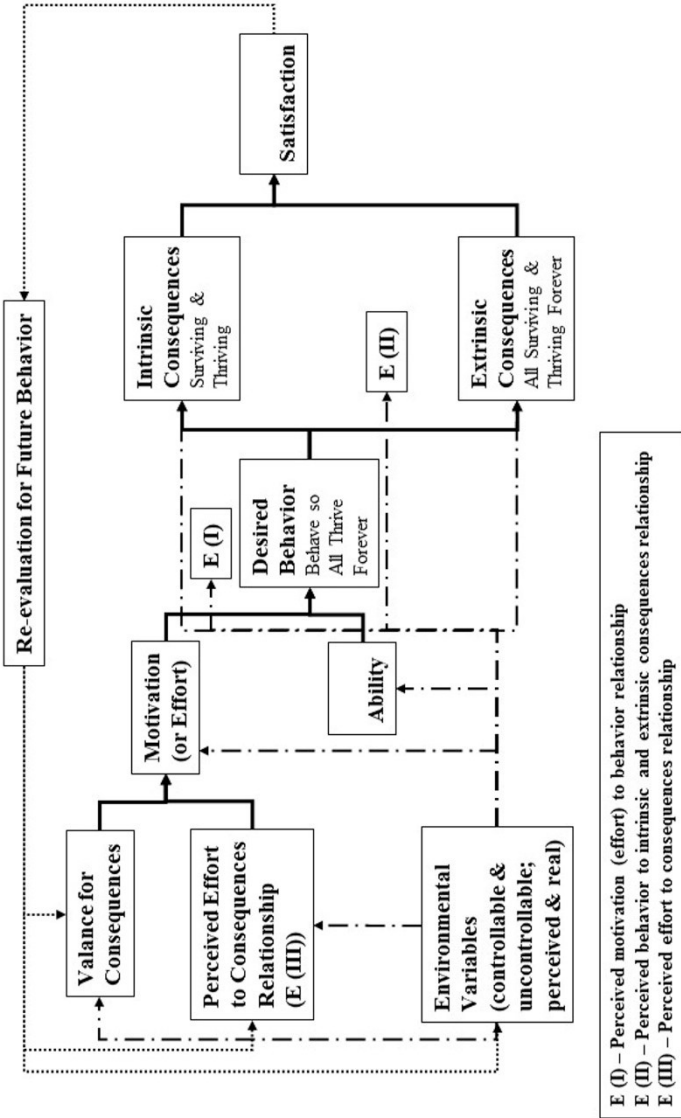 Re-evaluation for Future Behavior
Valance for
Consequences
Perceived Effort
to Consequences
Relationship
(E (III))
Environmental
Variables
(controllable &
uncontrollable;
perceived & real)
Motivation
(or Effort)
Ability
E (I)
Desired
Behavior
Behave so
All Thrive
Forever
E (II)
Intrinsic
Consequences
Surviving &
Thriving
Extrinsic
Consequences
All Surviving &
Thriving Forever
Satisfaction
E (I) – Perceived motivation (effort) to behavior relationship
E (II) – Perceived behavior to intrinsic and extrinsic consequences relationship
E (III) – Perceived effort to consequences relationship